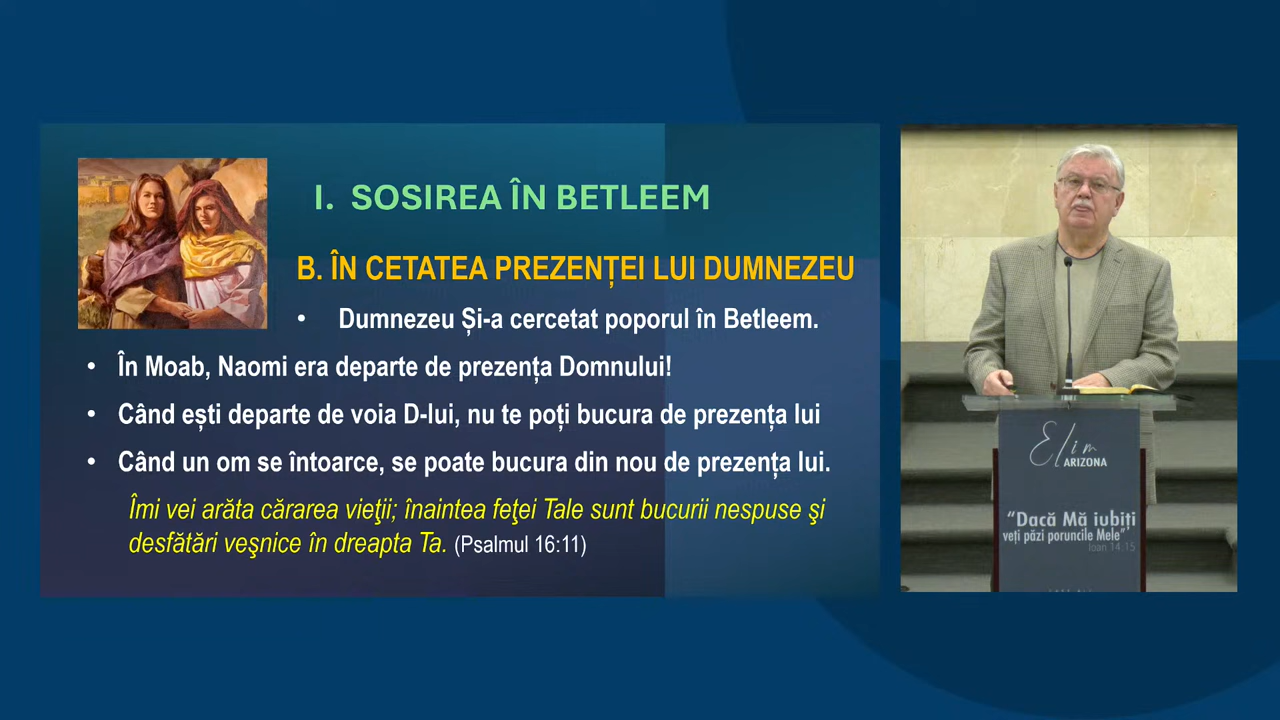 I. SOSIREA ÎN BETLEEM
B. ÎN CETATEA PREZENȚEI LUI DUMNEZEU
• Dumnezeu Și-a cercetat poporul în Betleem.
• În Moab, Naomi era departe de prezența Domnului!
• Când ești departe de voia D-lui, nu te poți bucura de prezența lui
• Când un om se întoarce, se poate bucura din nou de prezența lui.
Îmi vei arăta cărarea vieţii; înaintea feţei Tale sunt bucurii nespuse şi
desfătări veşnice în dreapta Ta. (Psalmul 16:11)
Elim
ARIZONA
“Dacă Mă iubiți
veți păzi poruncile Mele”
Ioan 14:15